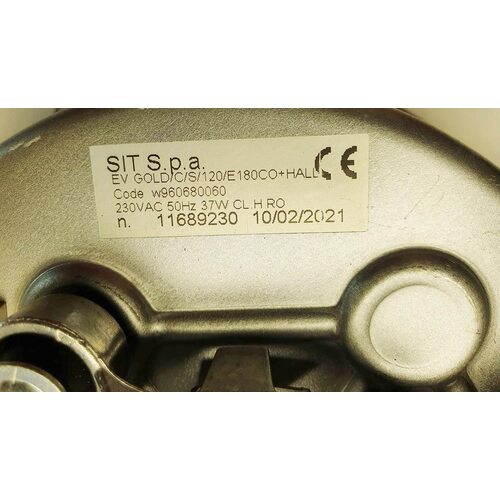 SIT S.p.a.
EV GOLD/C/S/120/E180CO+HALL CE
Code w960680060
230VAC 50Hz 37W CL H RO
n. 11689230 10/02/2021